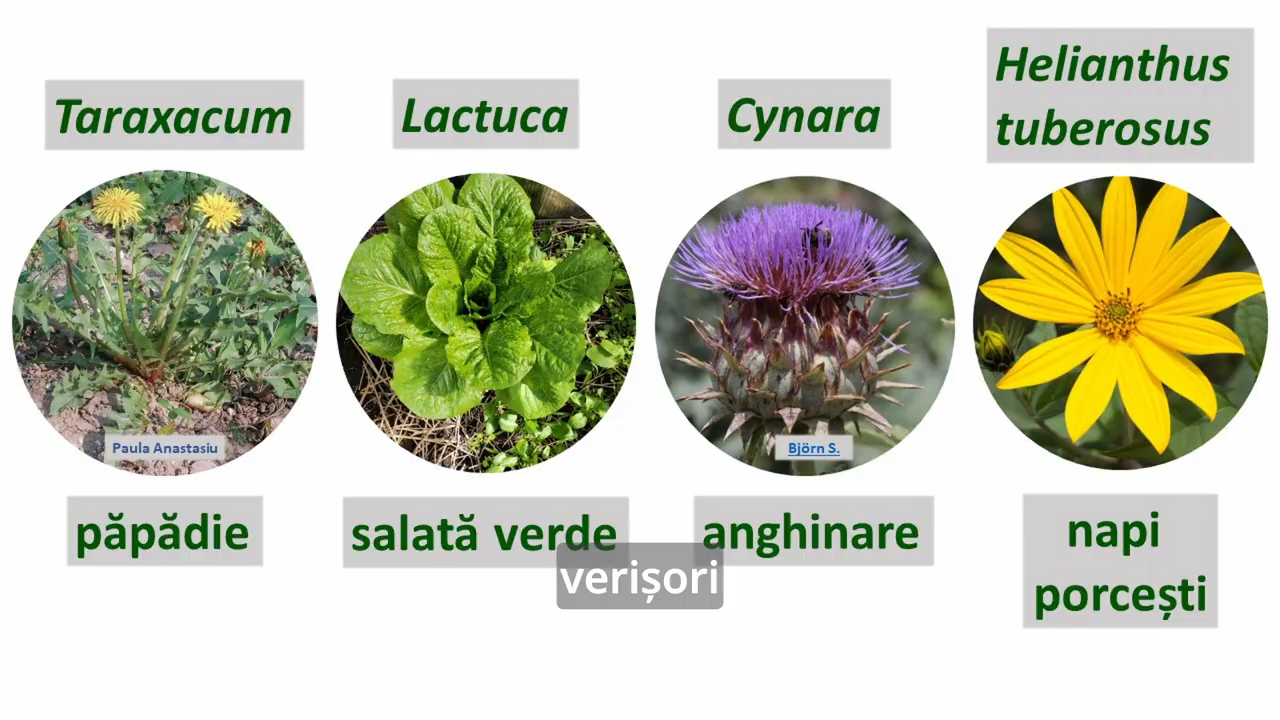 Taraxacum
Lactuca
Cynara
Helianthus
tuberosus
Paula Anastasiu
Björn S.
păpădie
salată verde
anghinare
napi
porcești
verișori